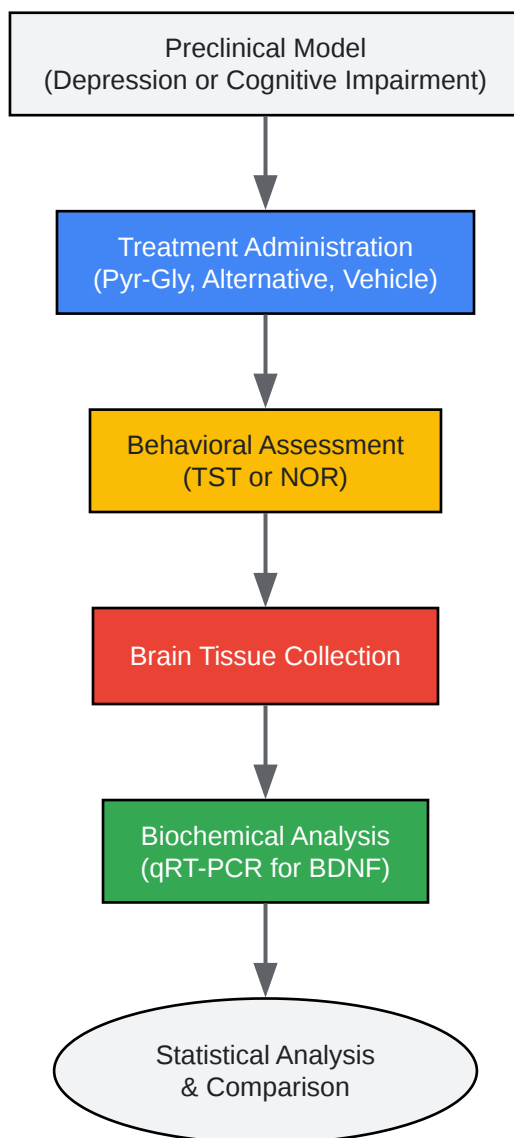 Preclinical Model
(Depression or Cognitive Impairment)
Treatment Administration
(Pyr-Gly, Alternative, Vehicle)
Behavioral Assessment
(TST or NOR)
Brain Tissue Collection
Biochemical Analysis
(qRT-PCR for BDNF)
Statistical Analysis
& Comparison